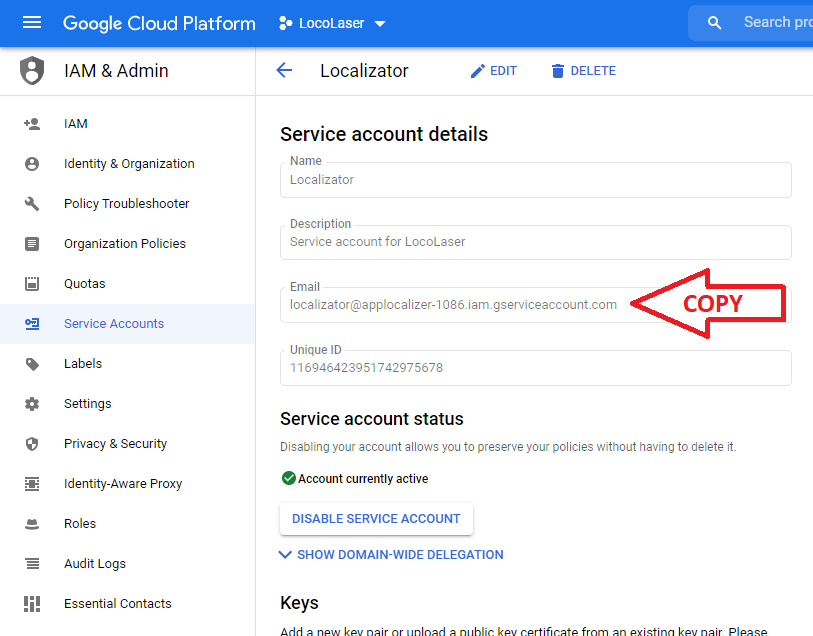 Google Cloud Platform
LocoLaser
Search pro
IAM & Admin
Localizator
EDIT
DELETE
IAM
Identity & Organization
Policy Troubleshooter
Organization Policies
Quotas
Service Accounts
Labels
Settings
Privacy & Security
Identity-Aware Proxy
Roles
Audit Logs
Essential Contacts
Service account details
Name
Localizator
Description
Service account for LocoLaser
Email
localizator@applocalizer-1086.iam.gserviceaccount.com
COPY
Unique ID
116946423951742975678
Service account status
Disabling your account allows you to preserve your policies without having to delete it.
Account currently active
DISABLE SERVICE ACCOUNT
SHOW DOMAIN-WIDE DELEGATION
Keys
Add a new key pair or upload a public key certificate from an existing key pair. Please